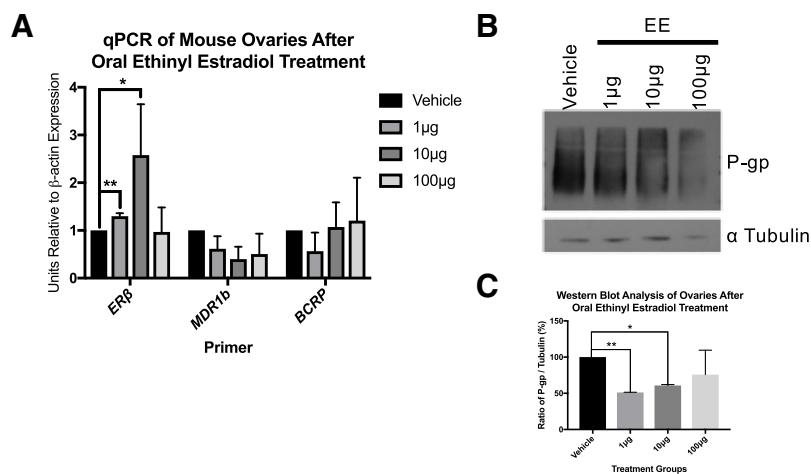 A
qPCR of Mouse Ovaries After
Oral Ethinyl Estradiol Treatment
Units Relative to β-actin Expression
4
3
2
1
0
*
**
Vehicle
1µg
10µg
100µg
ERβ
MDR1b
BCRP
Primer
B
EE
Vehicle
1µg
10µg
100µg
P-gp
α Tubulin
C
Western Blot Analysis of Ovaries After
Oral Ethinyl Estradiol Treatment
Ratio of P-gp / Tubulin (%)
150
100
50
0
*
**
Vehicle
1µg
10µg
100µg
Treatment Groups